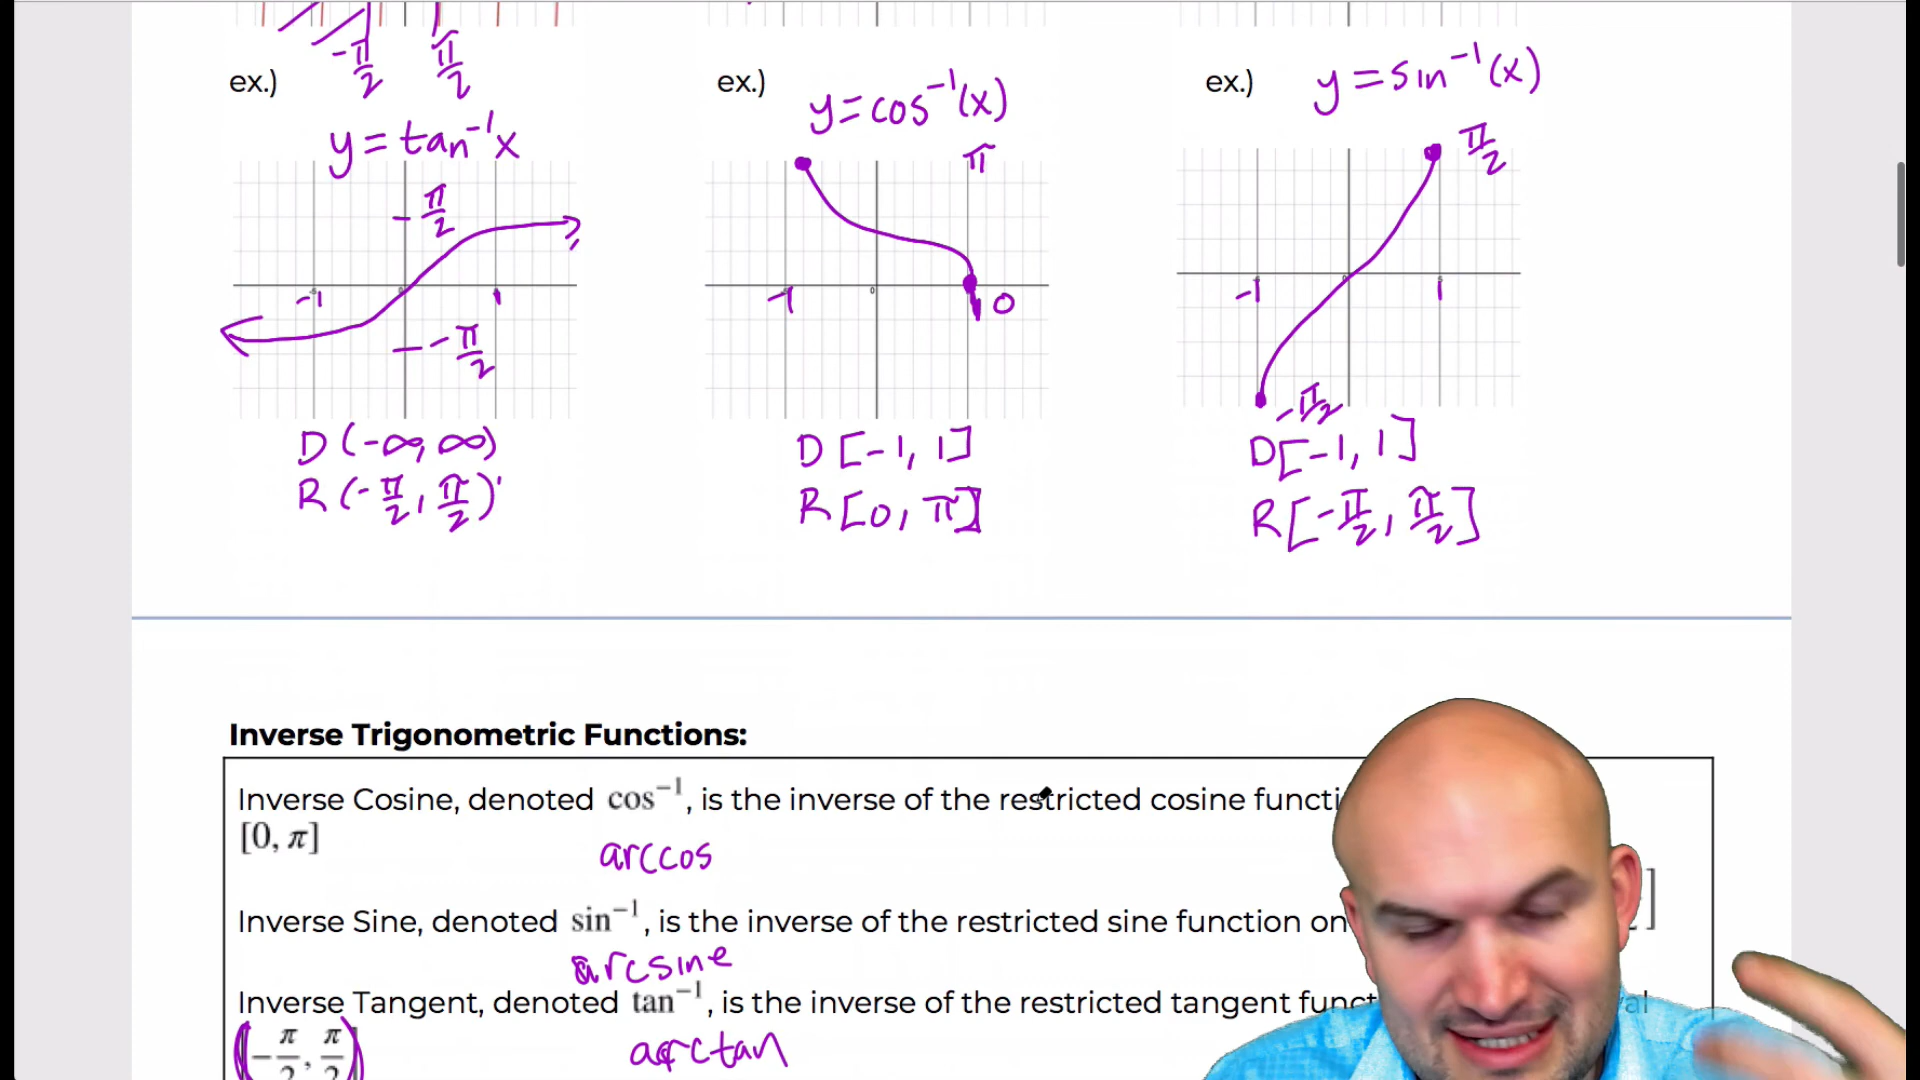 -π/2 π/2
ex.) ex.) ex.)
y = tan⁻¹x y = cos⁻¹(x) y = sin⁻¹(x)
π/2 π π/2
-1 1 -1 0 0 -1 1
-π/2 -π/2
D (-∞, ∞) D [-1, 1] D [-1, 1]
R (-π/2, π/2) R [0, π] R [-π/2, π/2]
Inverse Trigonometric Functions:
Inverse Cosine, denoted cos⁻¹, is the inverse of the restricted cosine functi
[0, π]
arccos
Inverse Sine, denoted sin⁻¹, is the inverse of the restricted sine function on
]
arcsine
Inverse Tangent, denoted tan⁻¹, is the inverse of the restricted tangent funct al
(-π/2, π/2)
arctan